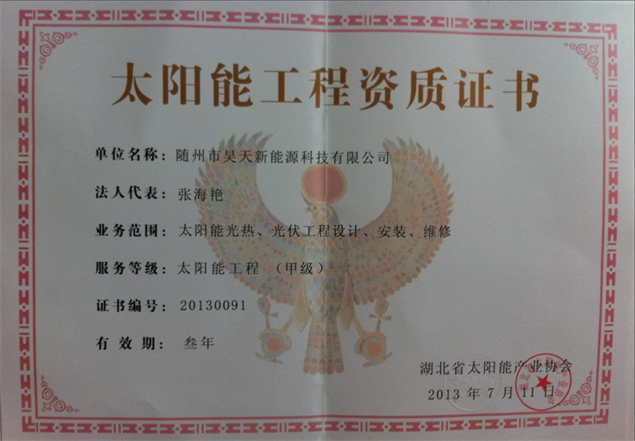 太阳能工程资质证书
单位名称：随州市昊天新能源科技有限公司
法人代表：张海艳
业务范围：太阳能光热、光伏工程设计、安装、维修
服务等级：太阳能工程（甲级）
证书编号：20130091
有效期：叁年
湖北省太阳能产业协会
2013年7月11日